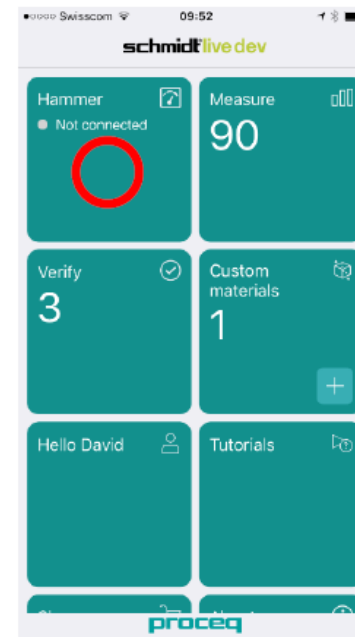 Swisscom 09:52
schmidt live dev
Hammer
Not connected
Measure
90
Verify
3
Custom
materials
1
Hello David
Tutorials
proceq